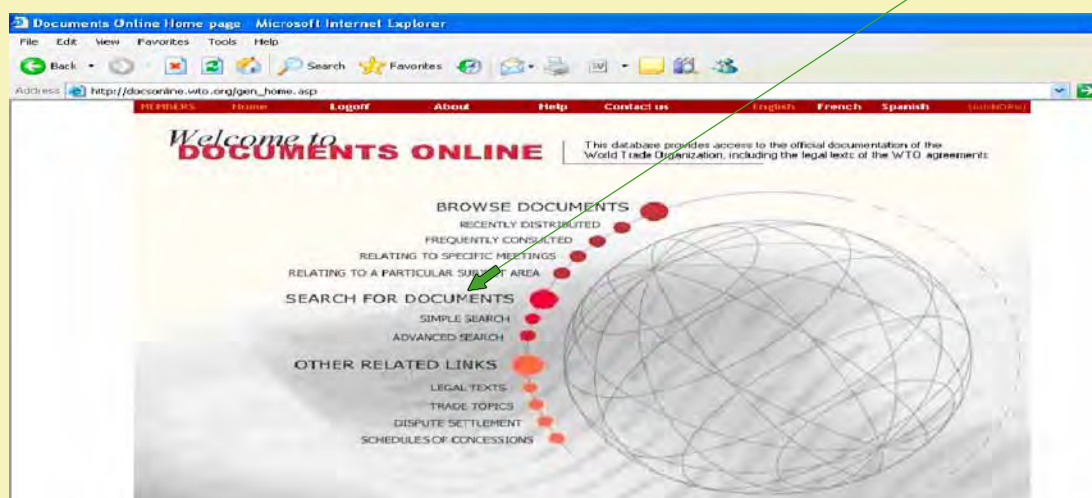 Documents Online Home page Microsoft Internet Explorer
File Edit View Favorites Tools Help
Back Search Favorites
Address http://docsonline.wto.org/gen_home.asp
MEMBERS Home Logoff About Help Contact us English French Spanish
Welcome to
DOCUMENTS ONLINE
This database provides access to the official documentation of the
World Trade Organization, including the legal texts of the WTO agreements
BROWSE DOCUMENTS
RECENTLY DISTRIBUTED
FREQUENTLY CONSULTED
RELATING TO SPECIFIC MEETINGS
RELATING TO A PARTICULAR SUBJECT AREA
SEARCH FOR DOCUMENTS
SIMPLE SEARCH
ADVANCED SEARCH
OTHER RELATED LINKS
LEGAL TEXTS
TRADE TOPICS
DISPUTE SETTLEMENT
SCHEDULES OF CONCESSIONS